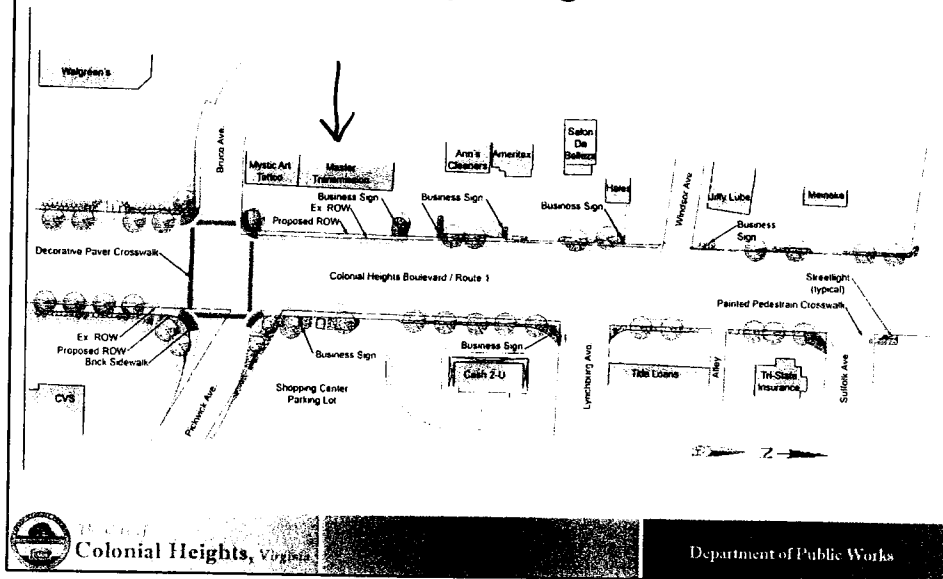 Walgreen's
Bruce Ave.
Mystic Art
Tattoo
Master
Transmission
Ann's
Cleaners
Ameritax
Salon
De
Belleza
Hales
Windsor Ave
Jiffy Lube
Meineke
Business Sign
Ex ROW
Proposed ROW
Business Sign
Business Sign
Business
Sign
Decorative Paver Crosswalk
Colonial Heights Boulevard / Route 1
Streetlight
(typical)
Painted Pedestrain Crosswalk
Ex ROW
Proposed ROW
Brick Sidewalk
Business Sign
Business Sign
CVS
Pickwick Ave.
Shopping Center
Parking Lot
Cash 2-U
Lynchburg Ave.
Title Loans
Alley
Tri-State
Insurance
Suffolk Ave
Z
Colonial Heights, Virginia
Department of Public Works